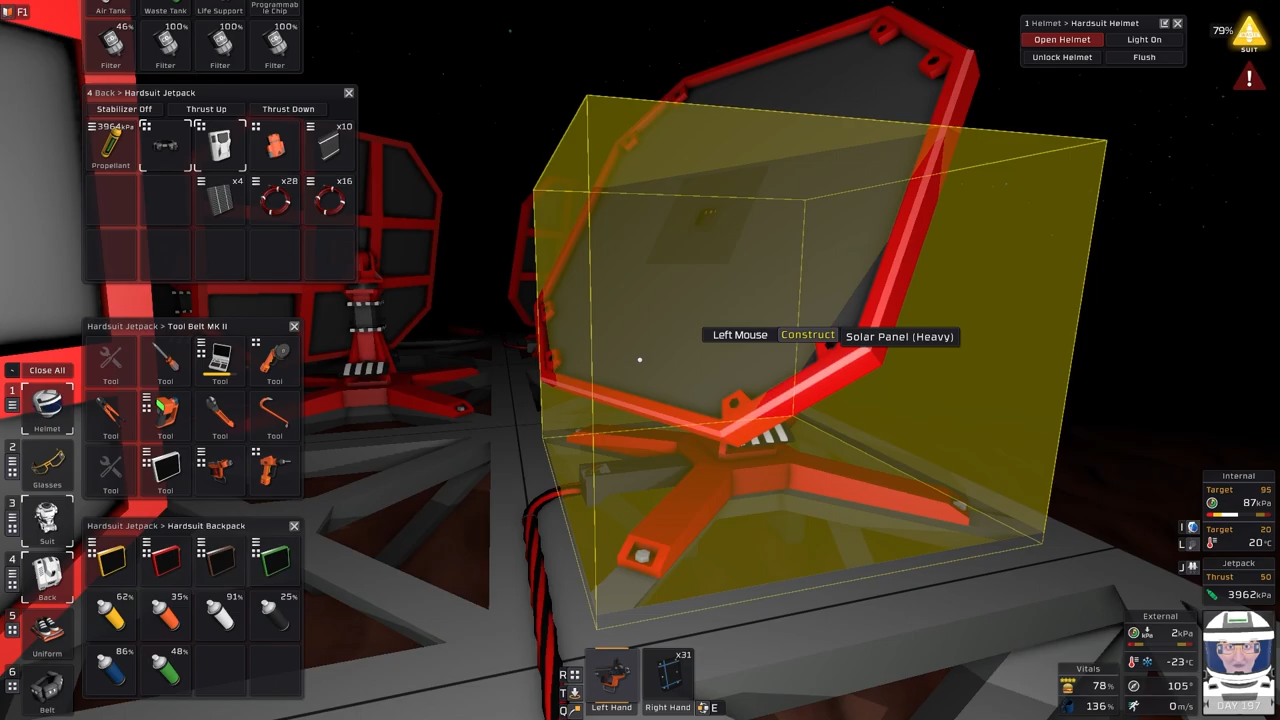 F1
Air Tank
Waste Tank
Life Support
Programmab
le Chip
46%
100%
100%
100%
Filter
Filter
Filter
Filter
4 Back > Hardsuit Jetpack
Stabilizer Off
Thrust Up
Thrust Down
3964kPa
x10
Propellant
x4
x28
x16
Hardsuit Jetpack > Tool Belt MK II
Tool
Tool
Tool
Tool
Tool
Tool
Tool
Tool
Tool
Tool
Tool
Tool
Hardsuit Jetpack > Hardsuit Backpack
62%
35%
91%
25%
86%
48%
~
Close All
1
Helmet
2
Glasses
3
Suit
4
Back
5
Uniform
6
Belt
Left Mouse
Construct
Solar Panel (Heavy)
1 Helmet > Hardsuit Helmet
Open Helmet
Light On
Unlock Helmet
Flush
79%
SUIT
Internal
Target 95
87kPa
Target 20
20°C
I
L
J
Jetpack
Thrust 50
3962kPa
External
kPa
2kPa
-23°C
105°
0m/s
Vitals
78%
136%
DAY 197
R
T
Q
x31
Left Hand
Right Hand
E